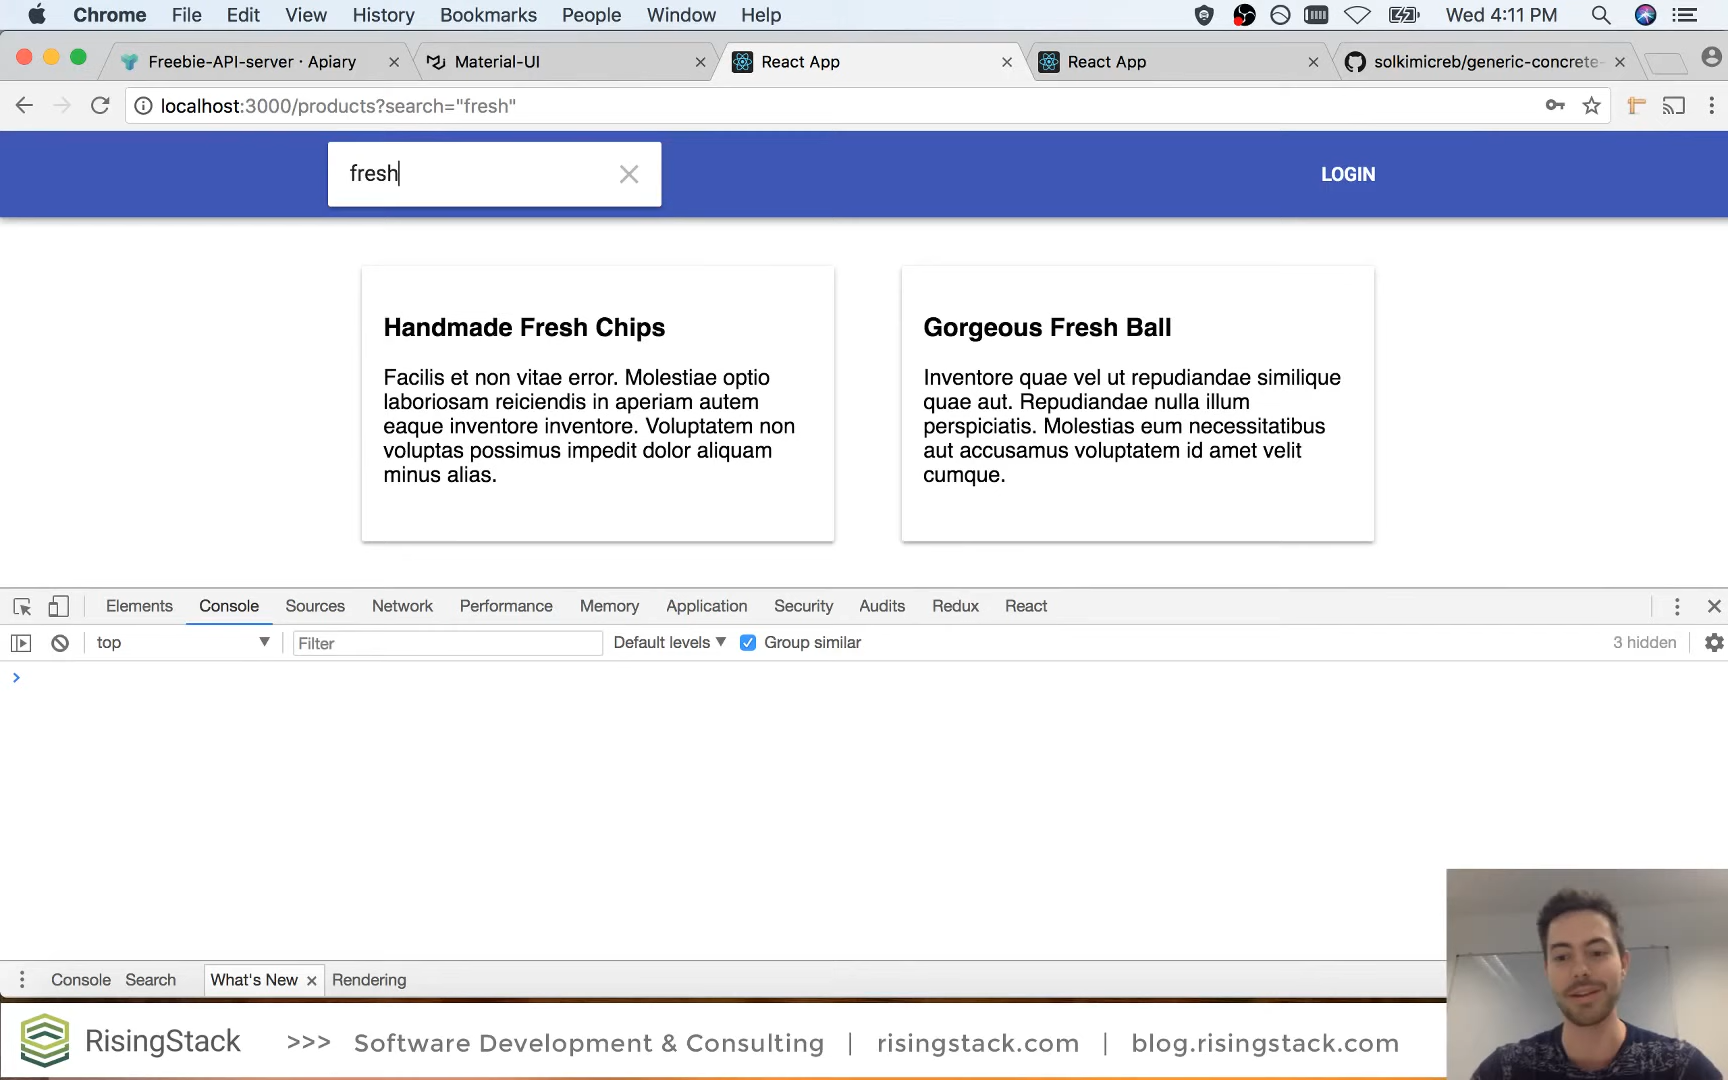 Chrome File Edit View History Bookmarks People Window Help Wed 4:11 PM
Freebie-API-server · Apiary Material-UI React App React App solkimicreb/generic-concrete-
localhost:3000/products?search="fresh"
fresh LOGIN
Handmade Fresh Chips
Facilis et non vitae error. Molestiae optio
laboriosam reiciendis in aperiam autem
eaque inventore inventore. Voluptatem non
voluptas possimus impedit dolor aliquam
minus alias.
Gorgeous Fresh Ball
Inventore quae vel ut repudiandae similique
quae aut. Repudiandae nulla illum
perspiciatis. Molestias eum necessitatibus
aut accusamus voluptatem id amet velit
cumque.
Elements Console Sources Network Performance Memory Application Security Audits Redux React
top Filter Default levels Group similar 3 hidden
Console Search What's New Rendering
RisingStack >>> Software Development & Consulting | risingstack.com | blog.risingstack.com